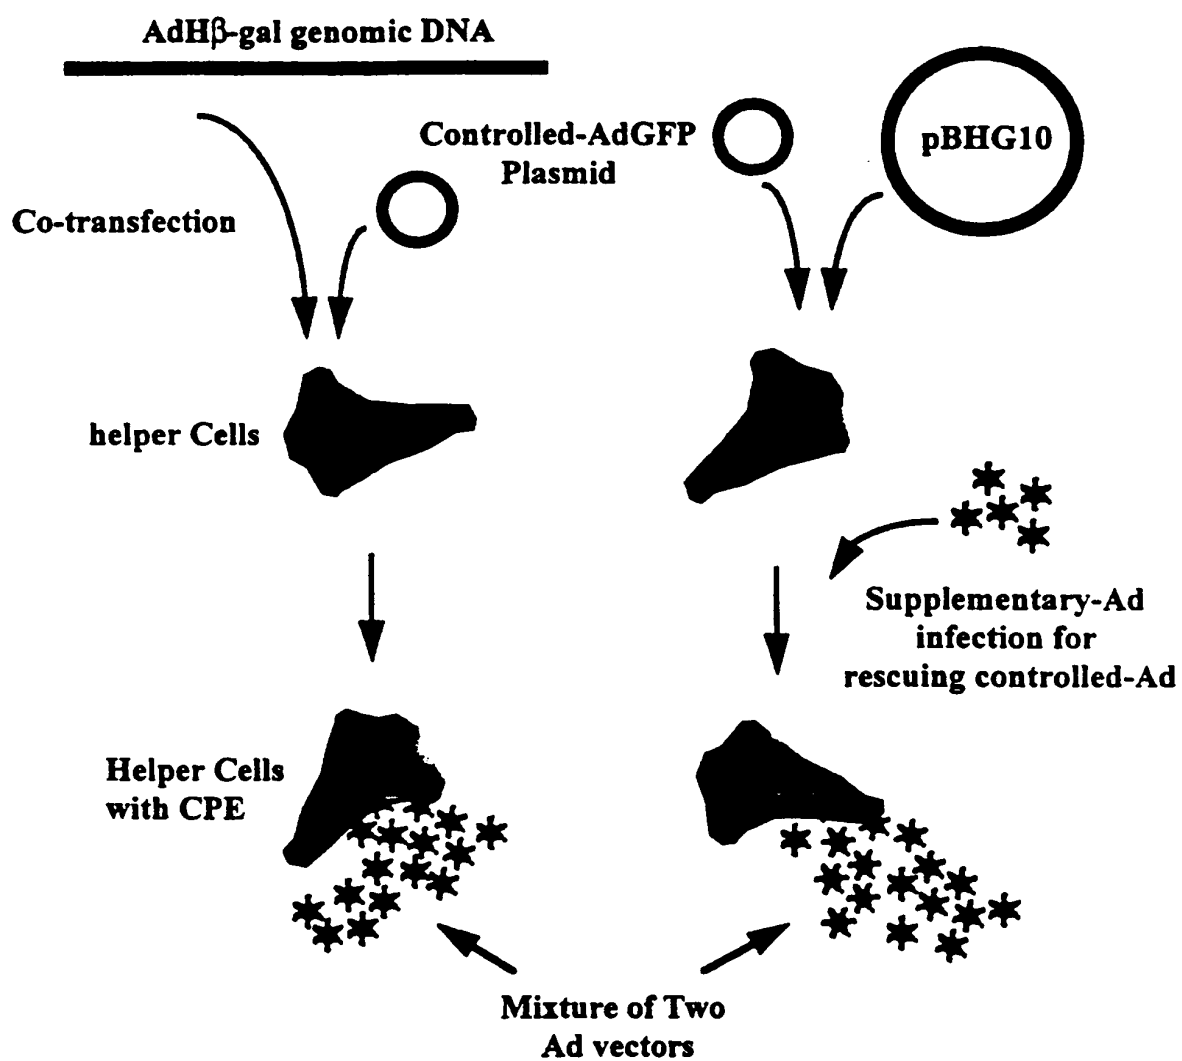 AdHβ-gal genomic DNA
Controlled-AdGFP
Plasmid
pBHG10
Co-transfection
helper Cells
Supplementary-Ad
infection for
rescuing controlled-Ad
Helper Cells
with CPE
Mixture of Two
Ad vectors